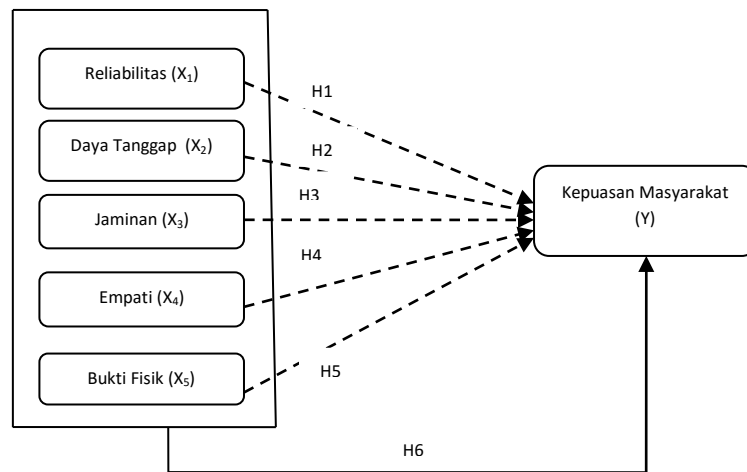 Reliabilitas (X₁)
H1
Daya Tanggap (X₂)
H2
H3
Jaminan (X₃)
Kepuasan Masyarakat
(Y)
H4
Empati (X₄)
H5
Bukti Fisik (X₅)
H6